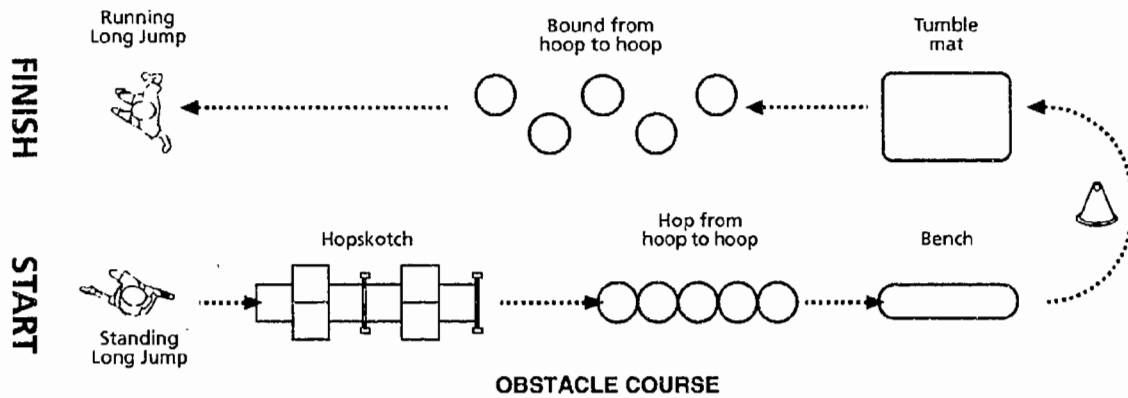 Running
Long Jump
Bound from
hoop to hoop
Tumble
mat
FINISH
Hopskotch
Hop from
hoop to hoop
Bench
START
Standing
Long Jump
OBSTACLE COURSE